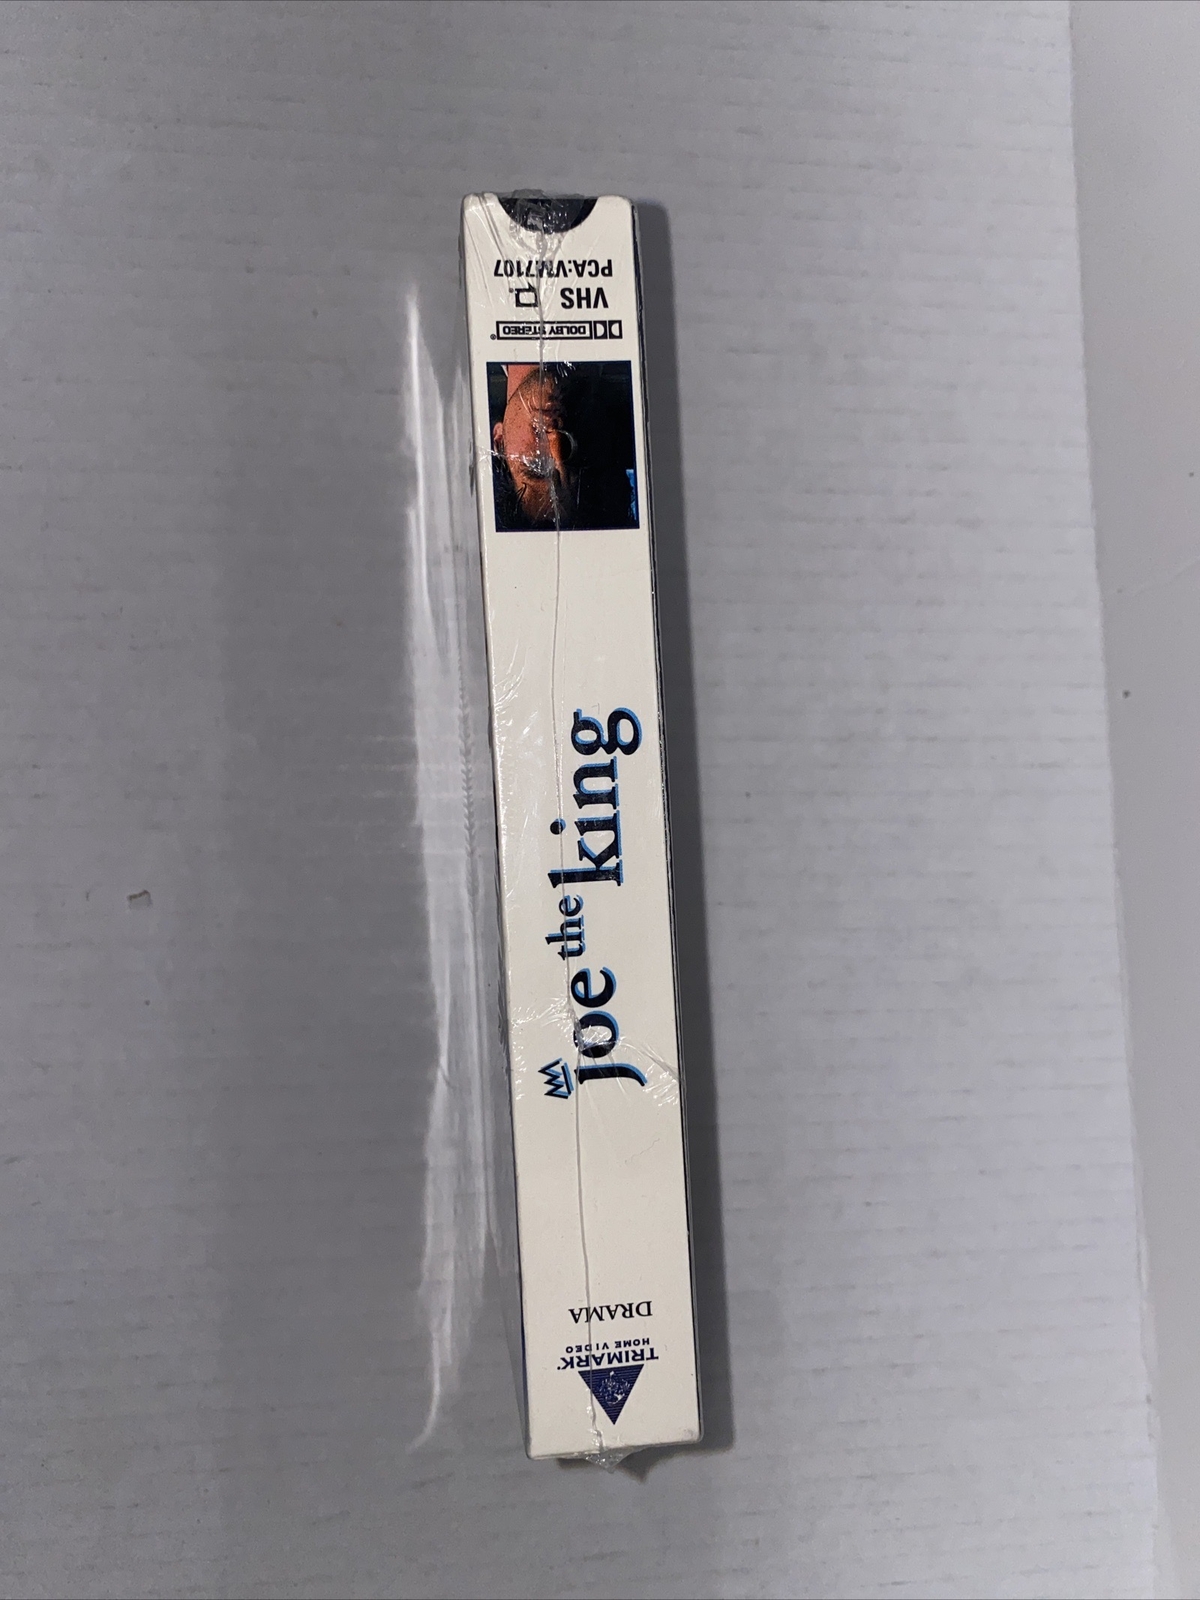 TRIMARK
HOME VIDEO
DRAMA
joe the king
DOLBY STEREO
VHS
PCA:VM7107